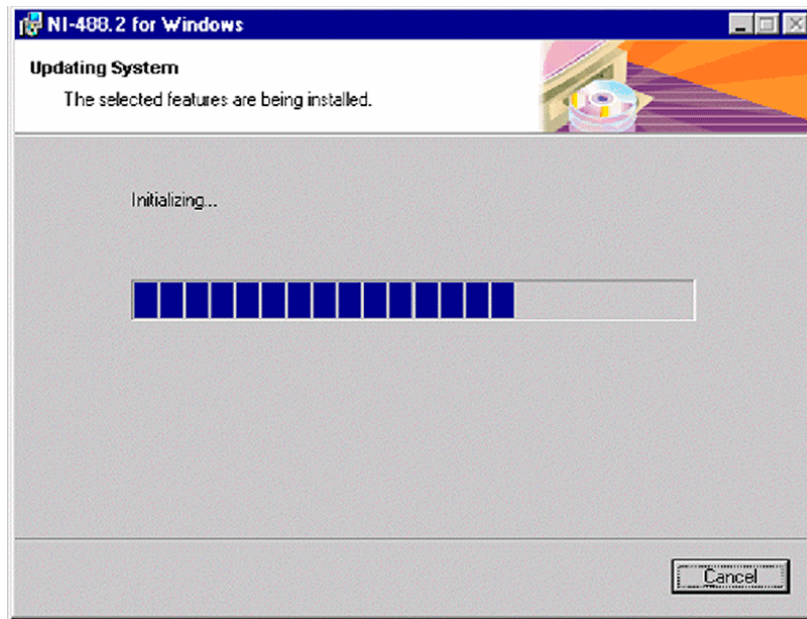 NI-488.2 for Windows
Updating System
The selected features are being installed.
Initializing...
Cancel